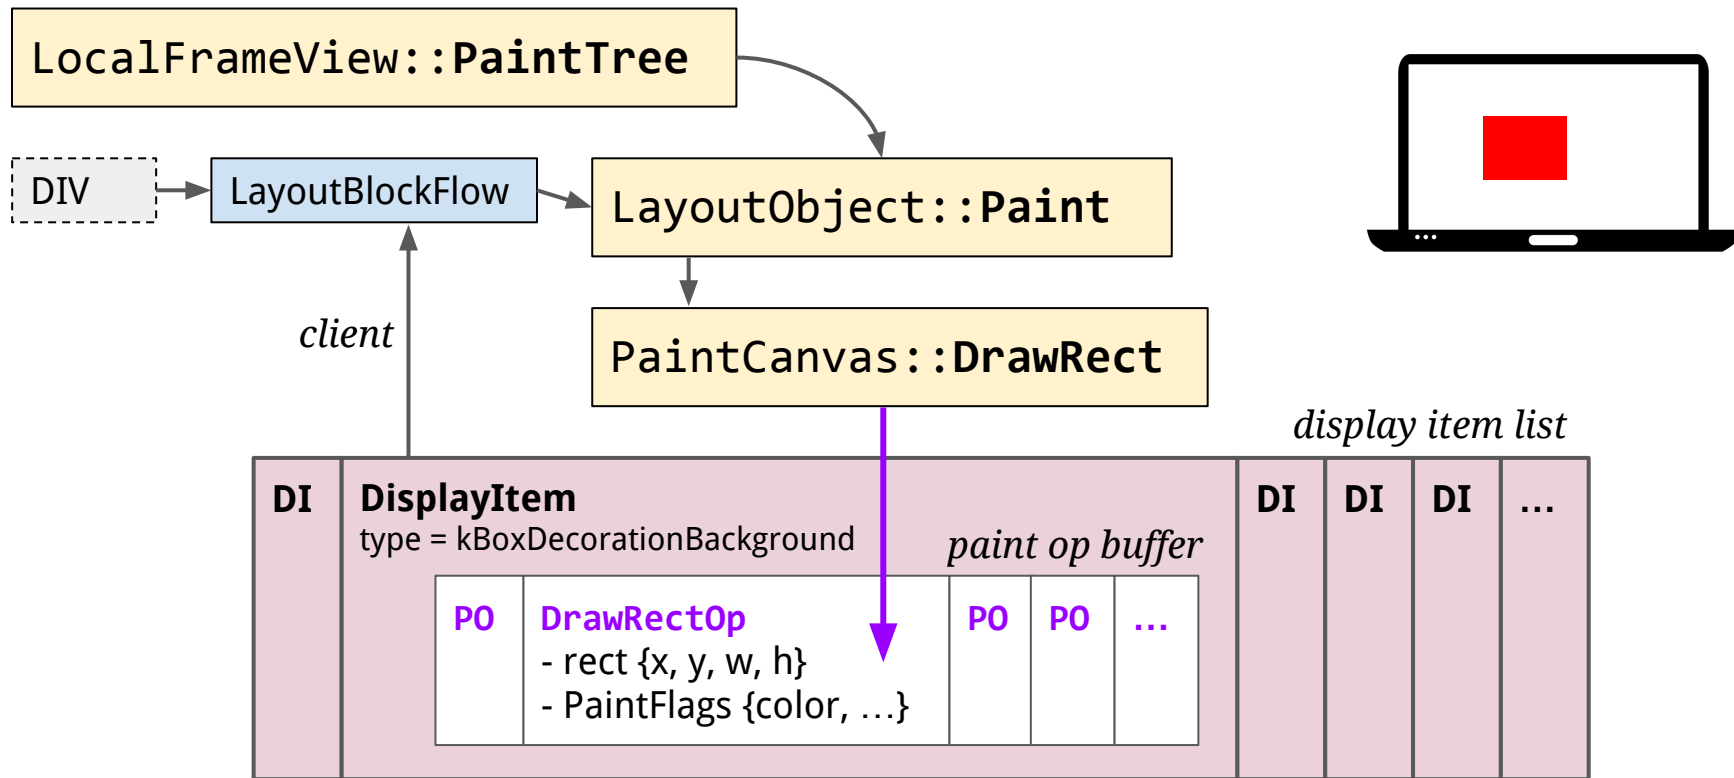 LocalFrameView::PaintTree
DIV
LayoutBlockFlow
LayoutObject::Paint
client
PaintCanvas::DrawRect
display item list
DI
DisplayItem
type = kBoxDecorationBackground
paint op buffer
PO
DrawRectOp
- rect {x, y, w, h}
- PaintFlags {color, …}
PO
PO
…
DI
DI
DI
…